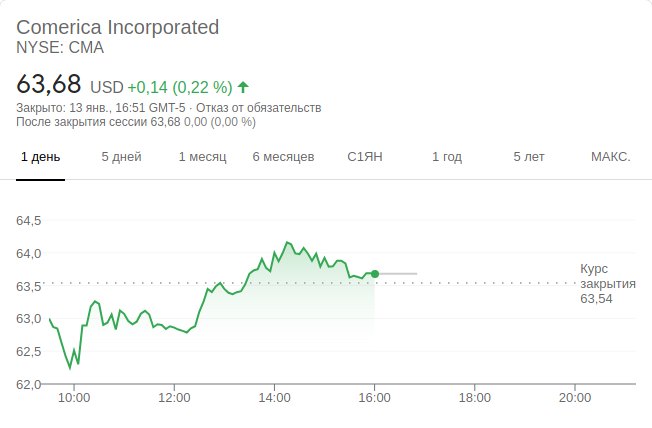 Comerica Incorporated
NYSE: CMA
63,68 USD +0,14 (0,22 %)
Закрыто: 13 янв., 16:51 GMT-5 · Отказ от обязательств
После закрытия сессии 63,68 0,00 (0,00 %)
1 день 5 дней 1 месяц 6 месяцев С1ЯН 1 год 5 лет МАКС.
64,5
64,0
63,5
63,0
62,5
62,0
Курс
закрытия
63,54
10:00 12:00 14:00 16:00 18:00 20:00